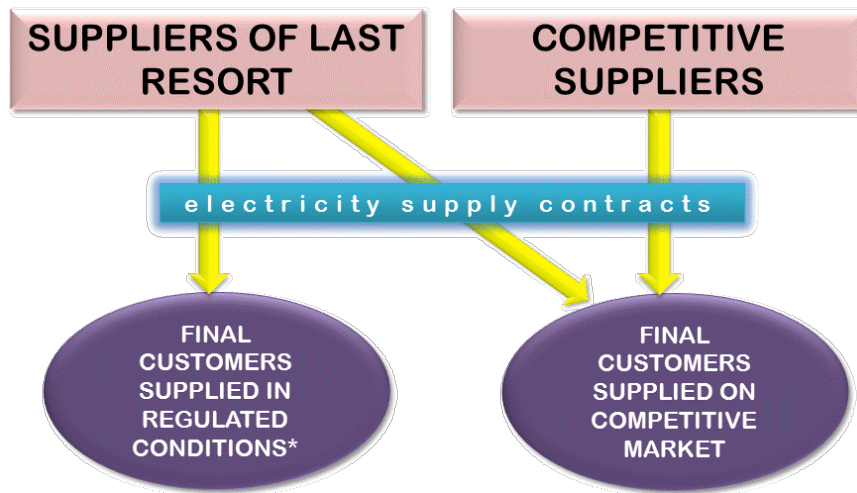 SUPPLIERS OF LAST
RESORT
COMPETITIVE
SUPPLIERS
electricity supply contracts
FINAL
CUSTOMERS
SUPPLIED IN
REGULATED
CONDITIONS*
FINAL
CUSTOMERS
SUPPLIED ON
COMPETITIVE
MARKET